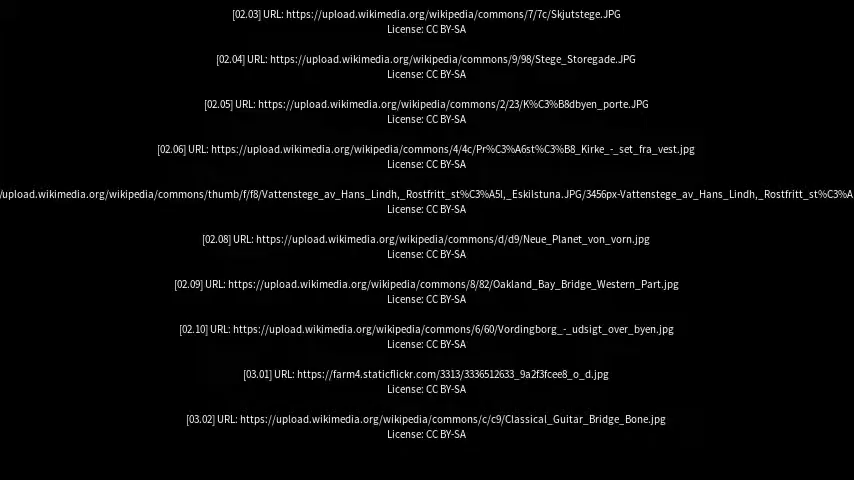 [02.03] URL: https://upload.wikimedia.org/wikipedia/commons/7/7c/Skjutstege.JPG
License: CC BY-SA
[02.04] URL: https://upload.wikimedia.org/wikipedia/commons/9/98/Stege_Storegade.JPG
License: CC BY-SA
[02.05] URL: https://upload.wikimedia.org/wikipedia/commons/2/23/K%C3%B8dbyen_porte.JPG
License: CC BY-SA
[02.06] URL: https://upload.wikimedia.org/wikipedia/commons/4/4c/Pr%C3%A6st%C3%B8_Kirke_-_set_fra_vest.jpg
License: CC BY-SA
/upload.wikimedia.org/wikipedia/commons/thumb/f/f8/Vattenstege_av_Hans_Lindh,_Rostfritt_st%C3%A5l,_Eskilstuna.JPG/3456px-Vattenstege_av_Hans_Lindh,_Rostfritt_st%C3%A
License: CC BY-SA
[02.08] URL: https://upload.wikimedia.org/wikipedia/commons/d/d9/Neue_Planet_von_vorn.jpg
License: CC BY-SA
[02.09] URL: https://upload.wikimedia.org/wikipedia/commons/8/82/Oakland_Bay_Bridge_Western_Part.jpg
License: CC BY-SA
[02.10] URL: https://upload.wikimedia.org/wikipedia/commons/6/60/Vordingborg_-_udsigt_over_byen.jpg
License: CC BY-SA
[03.01] URL: https://farm4.staticflickr.com/3313/3336512633_9a2f3fcee8_o_d.jpg
License: CC BY-SA
[03.02] URL: https://upload.wikimedia.org/wikipedia/commons/c/c9/Classical_Guitar_Bridge_Bone.jpg
License: CC BY-SA